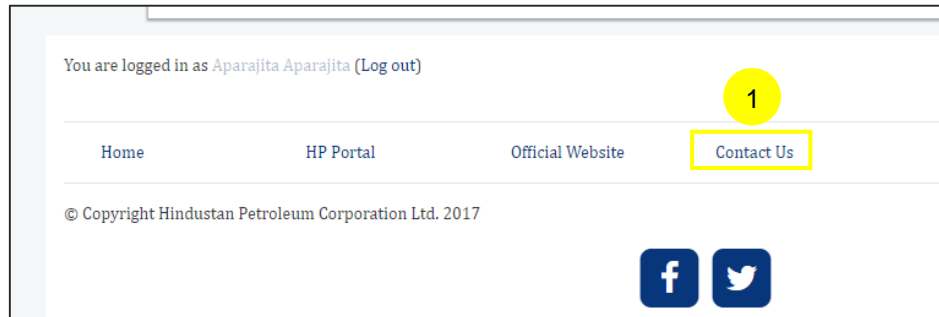 You are logged in as Aparajita Aparajita (Log out)
1
Home HP Portal Official Website Contact Us
© Copyright Hindustan Petroleum Corporation Ltd. 2017